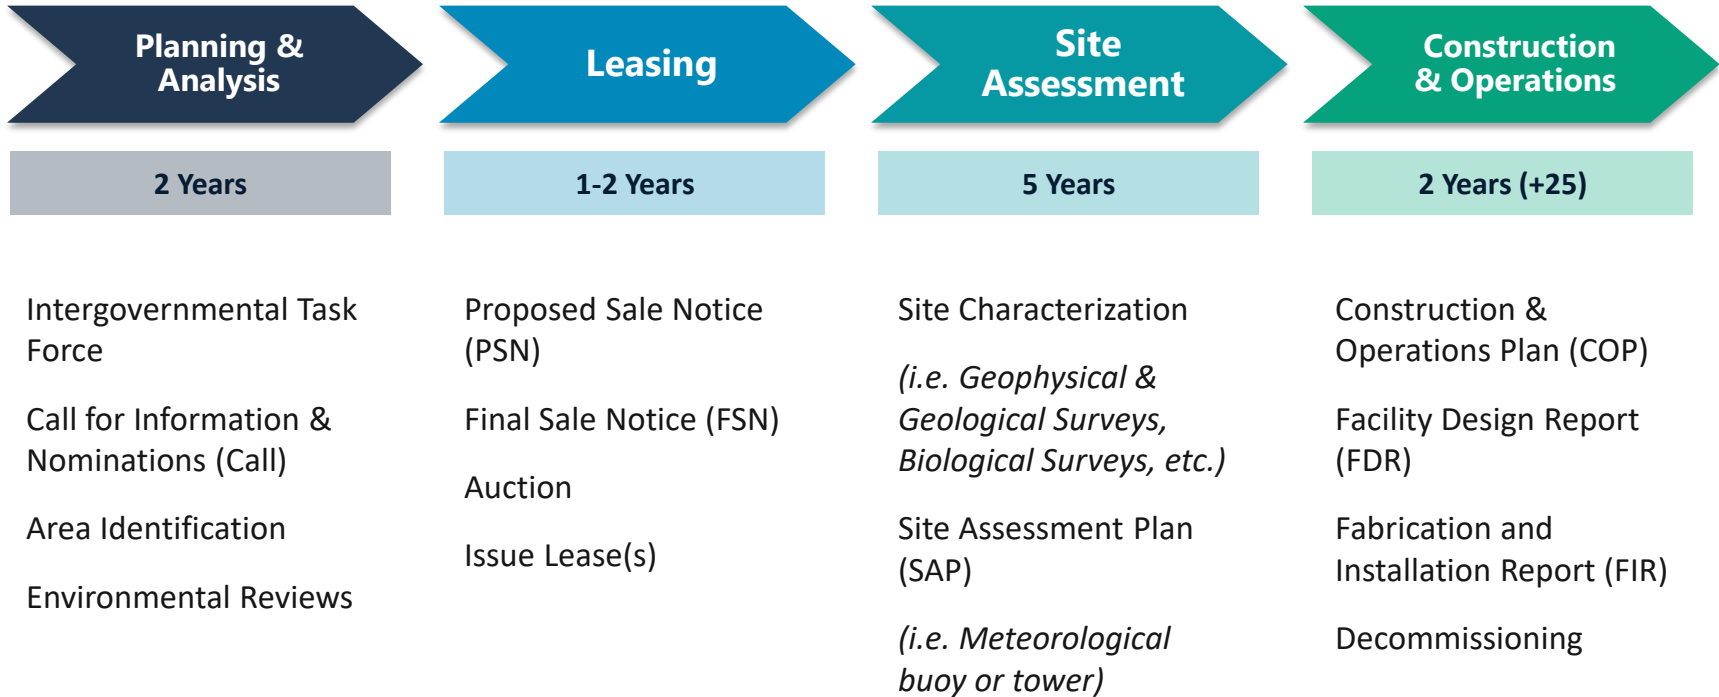 Planning &
Analysis
2 Years
Intergovernmental Task
Force
Call for Information &
Nominations (Call)
Area Identification
Environmental Reviews
Leasing
1-2 Years
Proposed Sale Notice
(PSN)
Final Sale Notice (FSN)
Auction
Issue Lease(s)
Site
Assessment
5 Years
Site Characterization
(i.e. Geophysical &
Geological Surveys,
Biological Surveys, etc.)
Site Assessment Plan
(SAP)
(i.e. Meteorological
buoy or tower)
Construction
& Operations
2 Years (+25)
Construction &
Operations Plan (COP)
Facility Design Report
(FDR)
Fabrication and
Installation Report (FIR)
Decommissioning